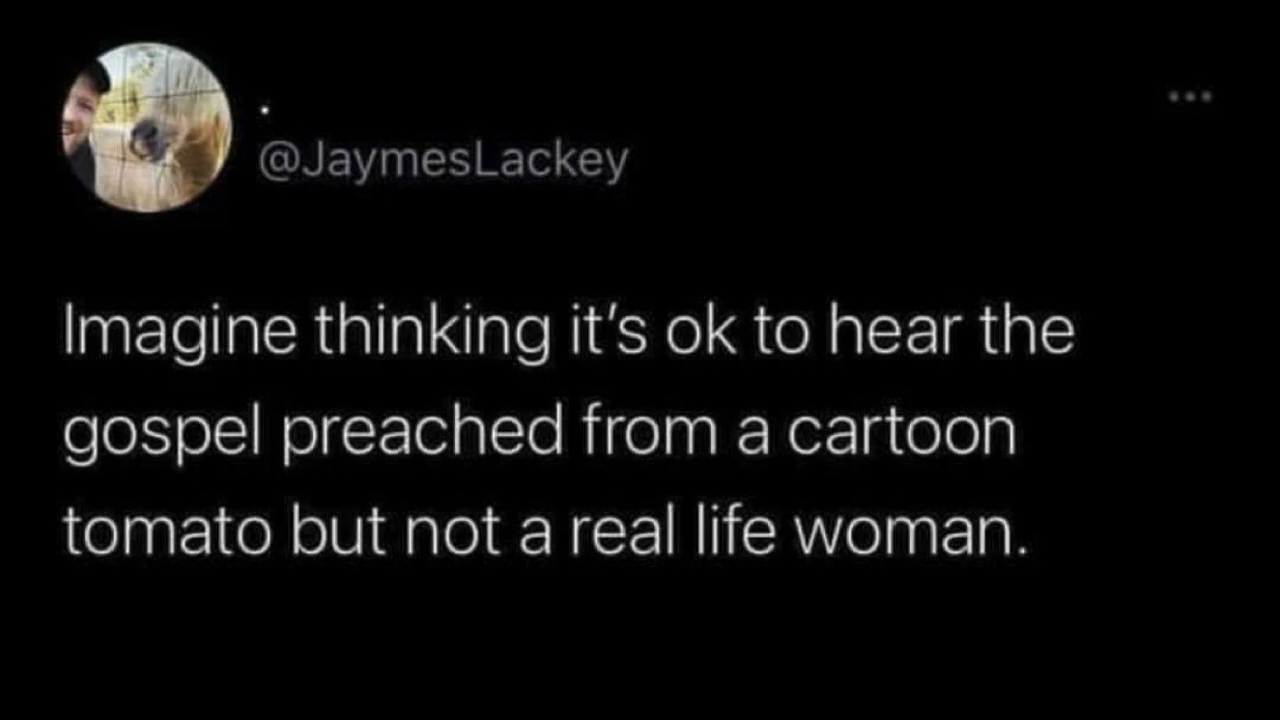 .
@JaymesLackey
Imagine thinking it’s ok to hear the
gospel preached from a cartoon
tomato but not a real life woman.